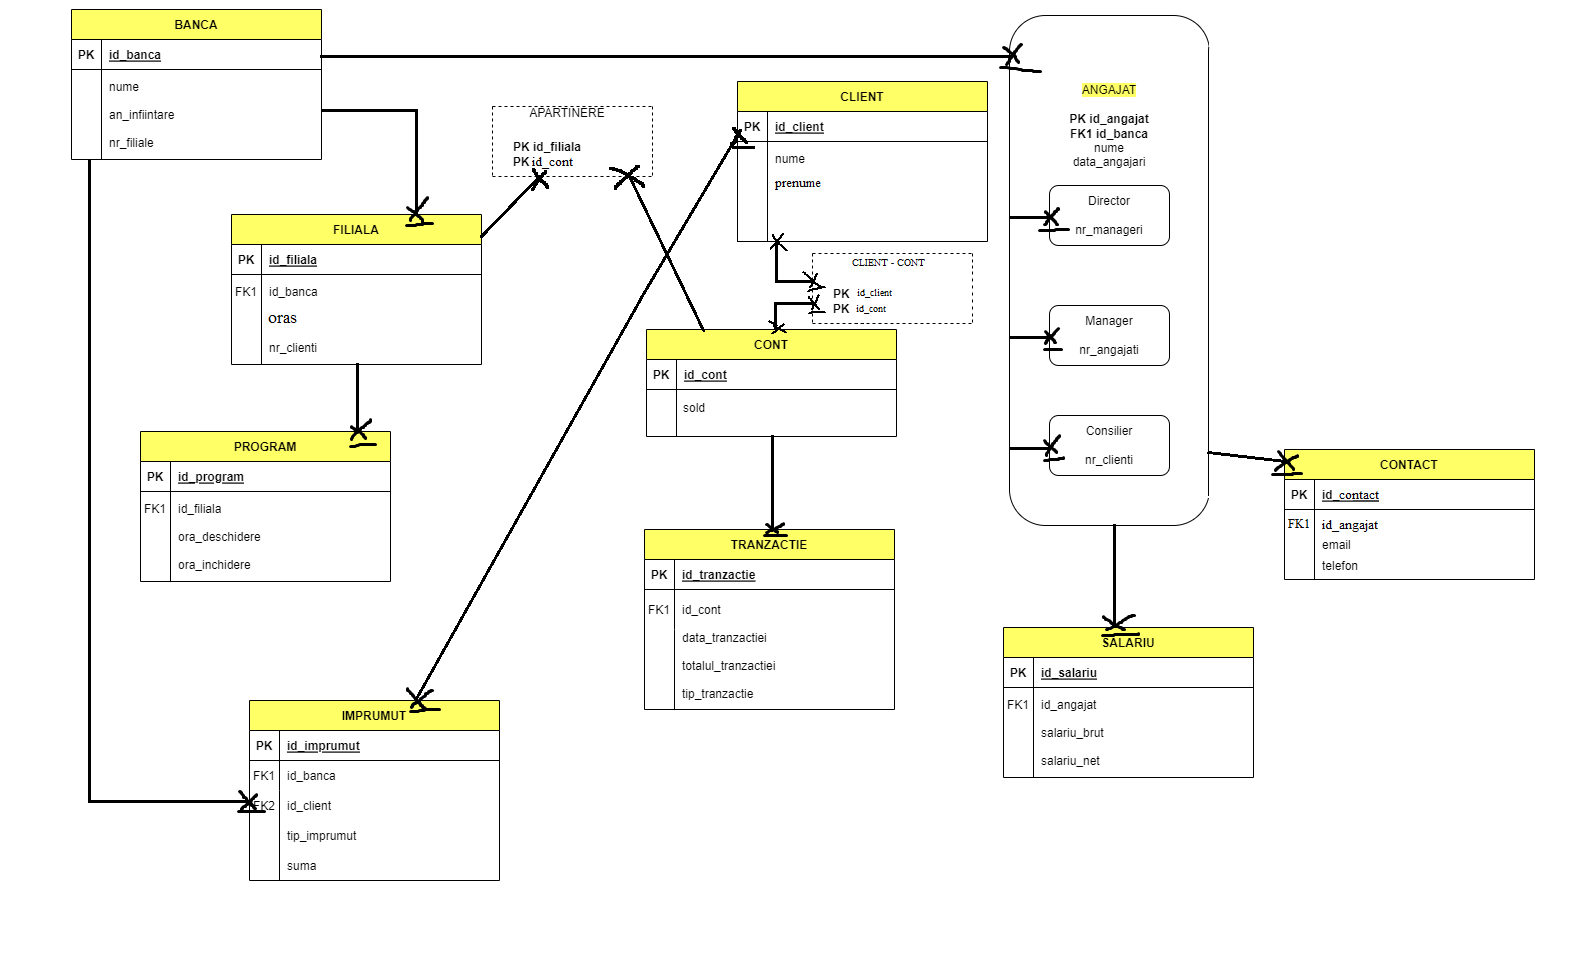 BANCA
PK id_banca
nume
an_infiintare
nr_filiale
APARTINERE
PK id_filiala
PK id_cont
CLIENT
PK id_client
nume
prenume
ANGAJAT
PK id_angajat
FK1 id_banca
nume
data_angajari
Director
nr_manageri
Manager
nr_angajati
Consilier
nr_clienti
FILIALA
PK id_filiala
FK1 id_banca
oras
nr_clienti
CLIENT - CONT
PK id_client
PK id_cont
CONT
PK id_cont
sold
PROGRAM
PK id_program
FK1 id_filiala
ora_deschidere
ora_inchidere
CONTACT
PK id_contact
FK1 id_angajat
email
telefon
TRANZACTIE
PK id_tranzactie
FK1 id_cont
data_tranzactiei
totalul_tranzactiei
tip_tranzactie
SALARIU
PK id_salariu
FK1 id_angajat
salariu_brut
salariu_net
IMPRUMUT
PK id_imprumut
FK1 id_banca
FK2 id_client
tip_imprumut
suma